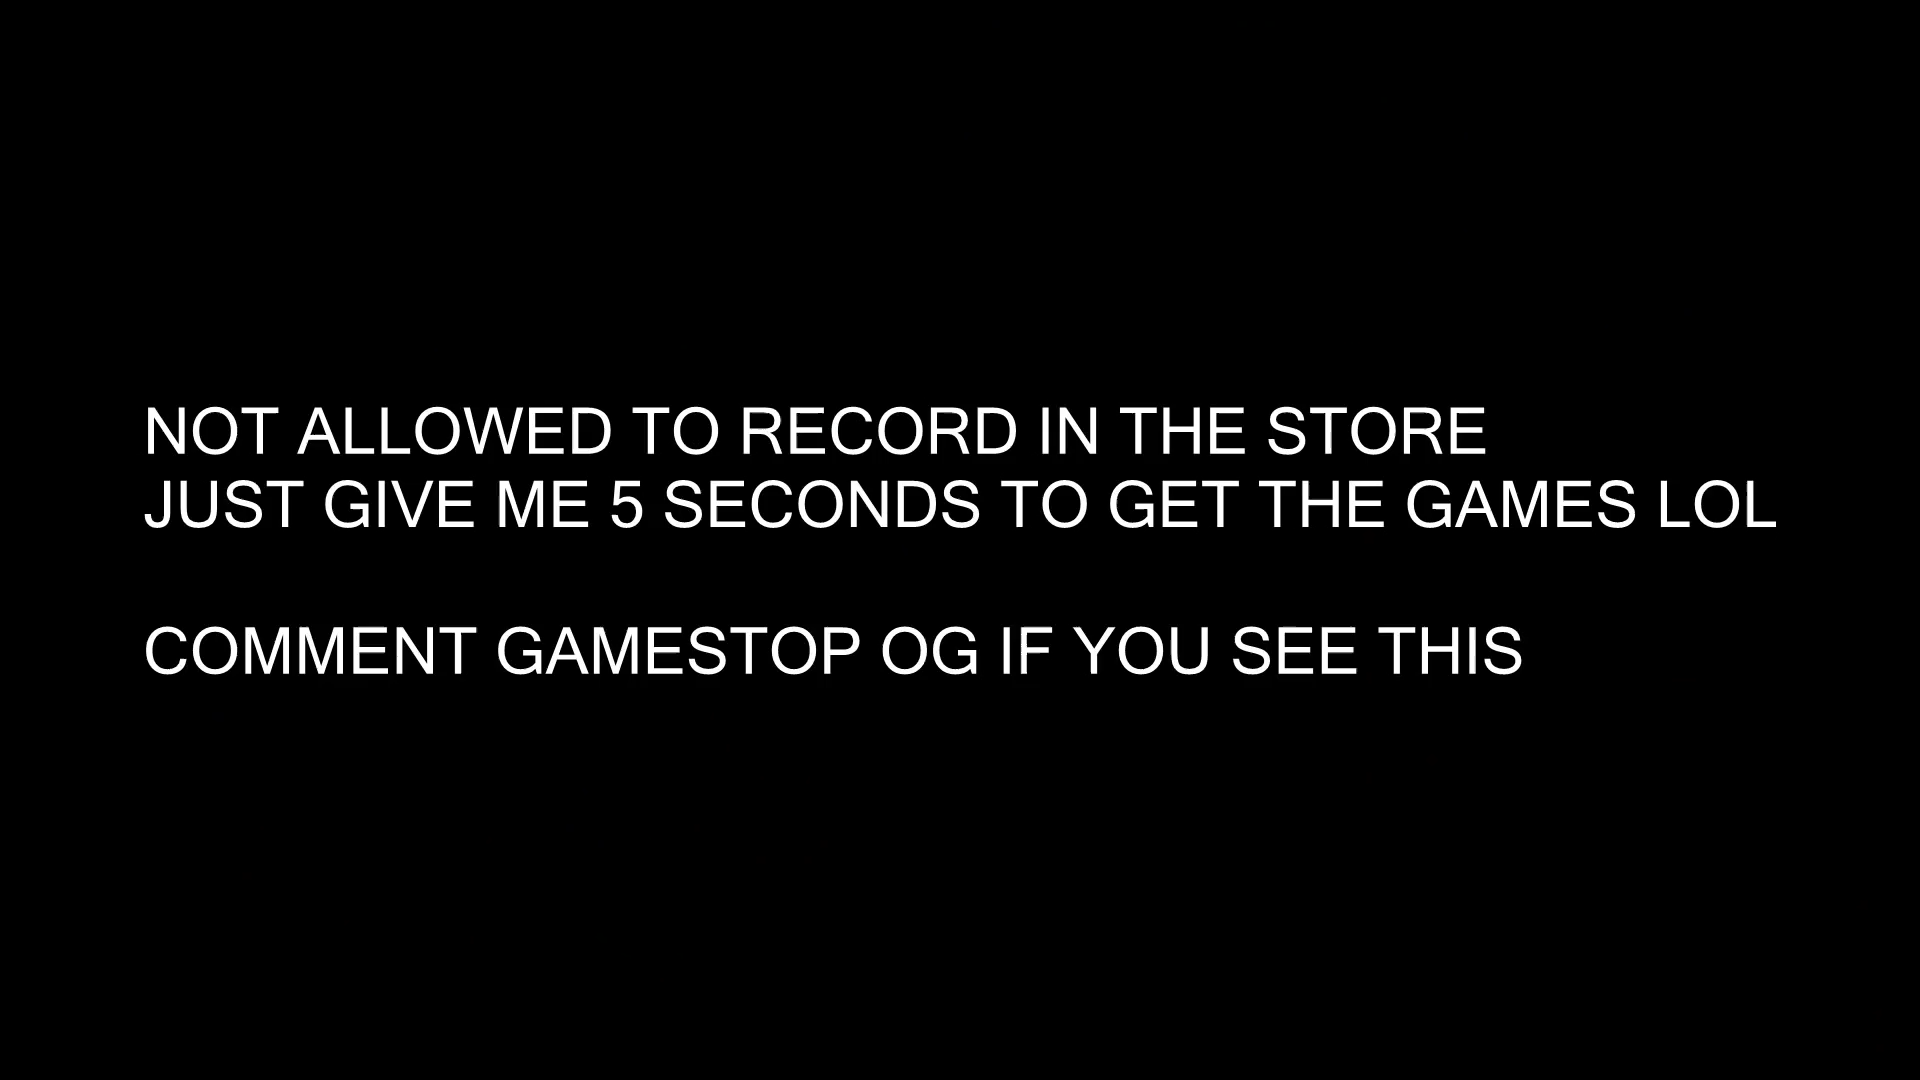 NOT ALLOWED TO RECORD IN THE STORE
JUST GIVE ME 5 SECONDS TO GET THE GAMES LOL
COMMENT GAMESTOP OG IF YOU SEE THIS